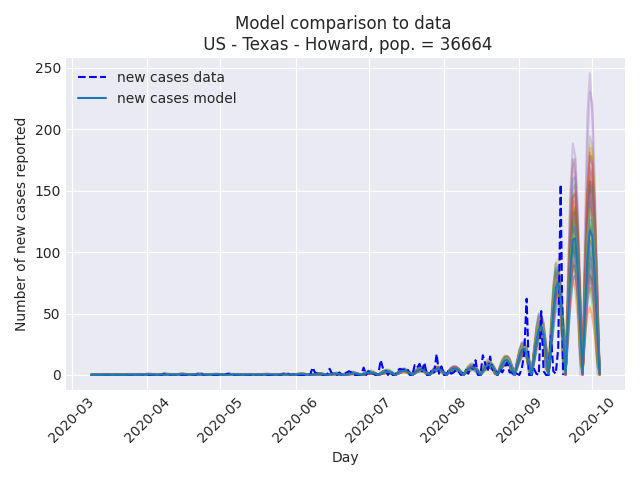 Model comparison to data
US - Texas - Howard, pop. = 36664
250
200
150
100
50
0
Number of new cases reported
new cases data
new cases model
2020-03
2020-04
2020-05
2020-06
2020-07
2020-08
2020-09
2020-10
Day